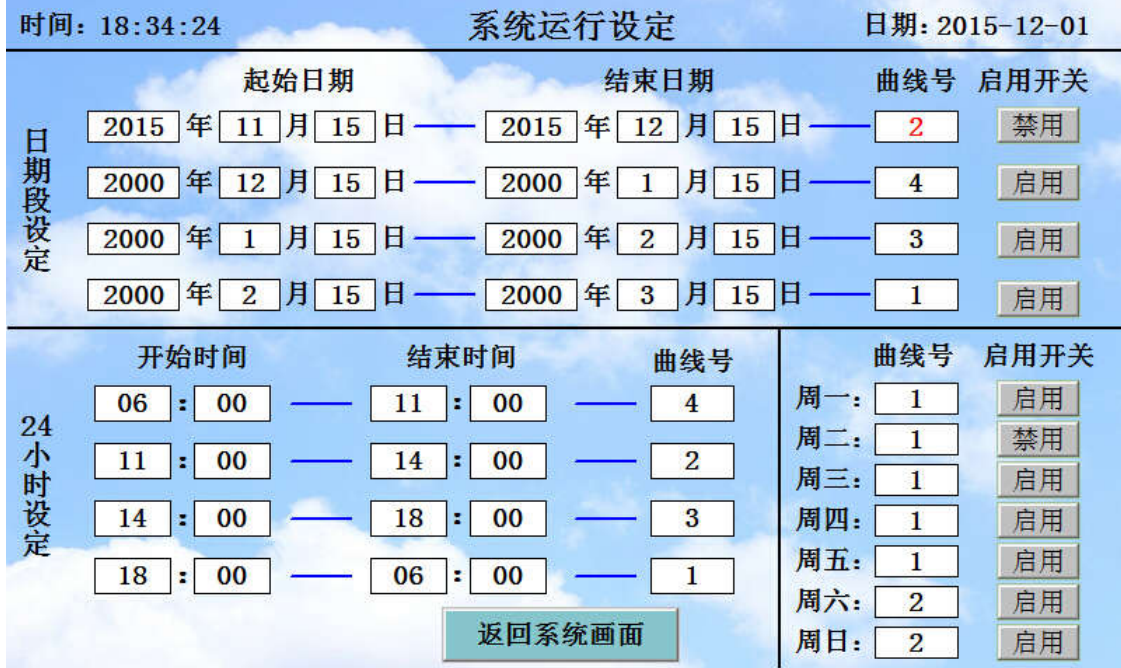 时间: 18:34:24 系统运行设定 日期: 2015-12-01
起始日期 结束日期 曲线号 启用开关
日期段设定
2015 年 11 月 15 日 2015 年 12 月 15 日 2 禁用
2000 年 12 月 15 日 2000 年 1 月 15 日 4 启用
2000 年 1 月 15 日 2000 年 2 月 15 日 3 启用
2000 年 2 月 15 日 2000 年 3 月 15 日 1 启用
开始时间 结束时间 曲线号
24小时设定
06 : 00 11 : 00 4
11 : 00 14 : 00 2
14 : 00 18 : 00 3
18 : 00 06 : 00 1
返回系统画面
曲线号 启用开关
周一: 1 启用
周二: 1 禁用
周三: 1 启用
周四: 1 启用
周五: 1 启用
周六: 2 启用
周日: 2 启用